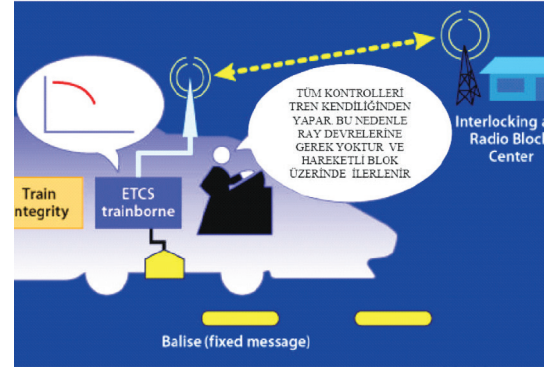 TÜM KONTROLLERİ
TREN KENDİLİĞİNDEN
YAPAR. BU NEDENLE
RAY DEVRELERİNE
GEREK YOKTUR VE
HAREKETLİ BLOK
ÜZERİNDE İLERLENİR
Interlocking a
Radio Block
Center
Train
ntegrity
ETCS
trainborne
Balise (fixed message)